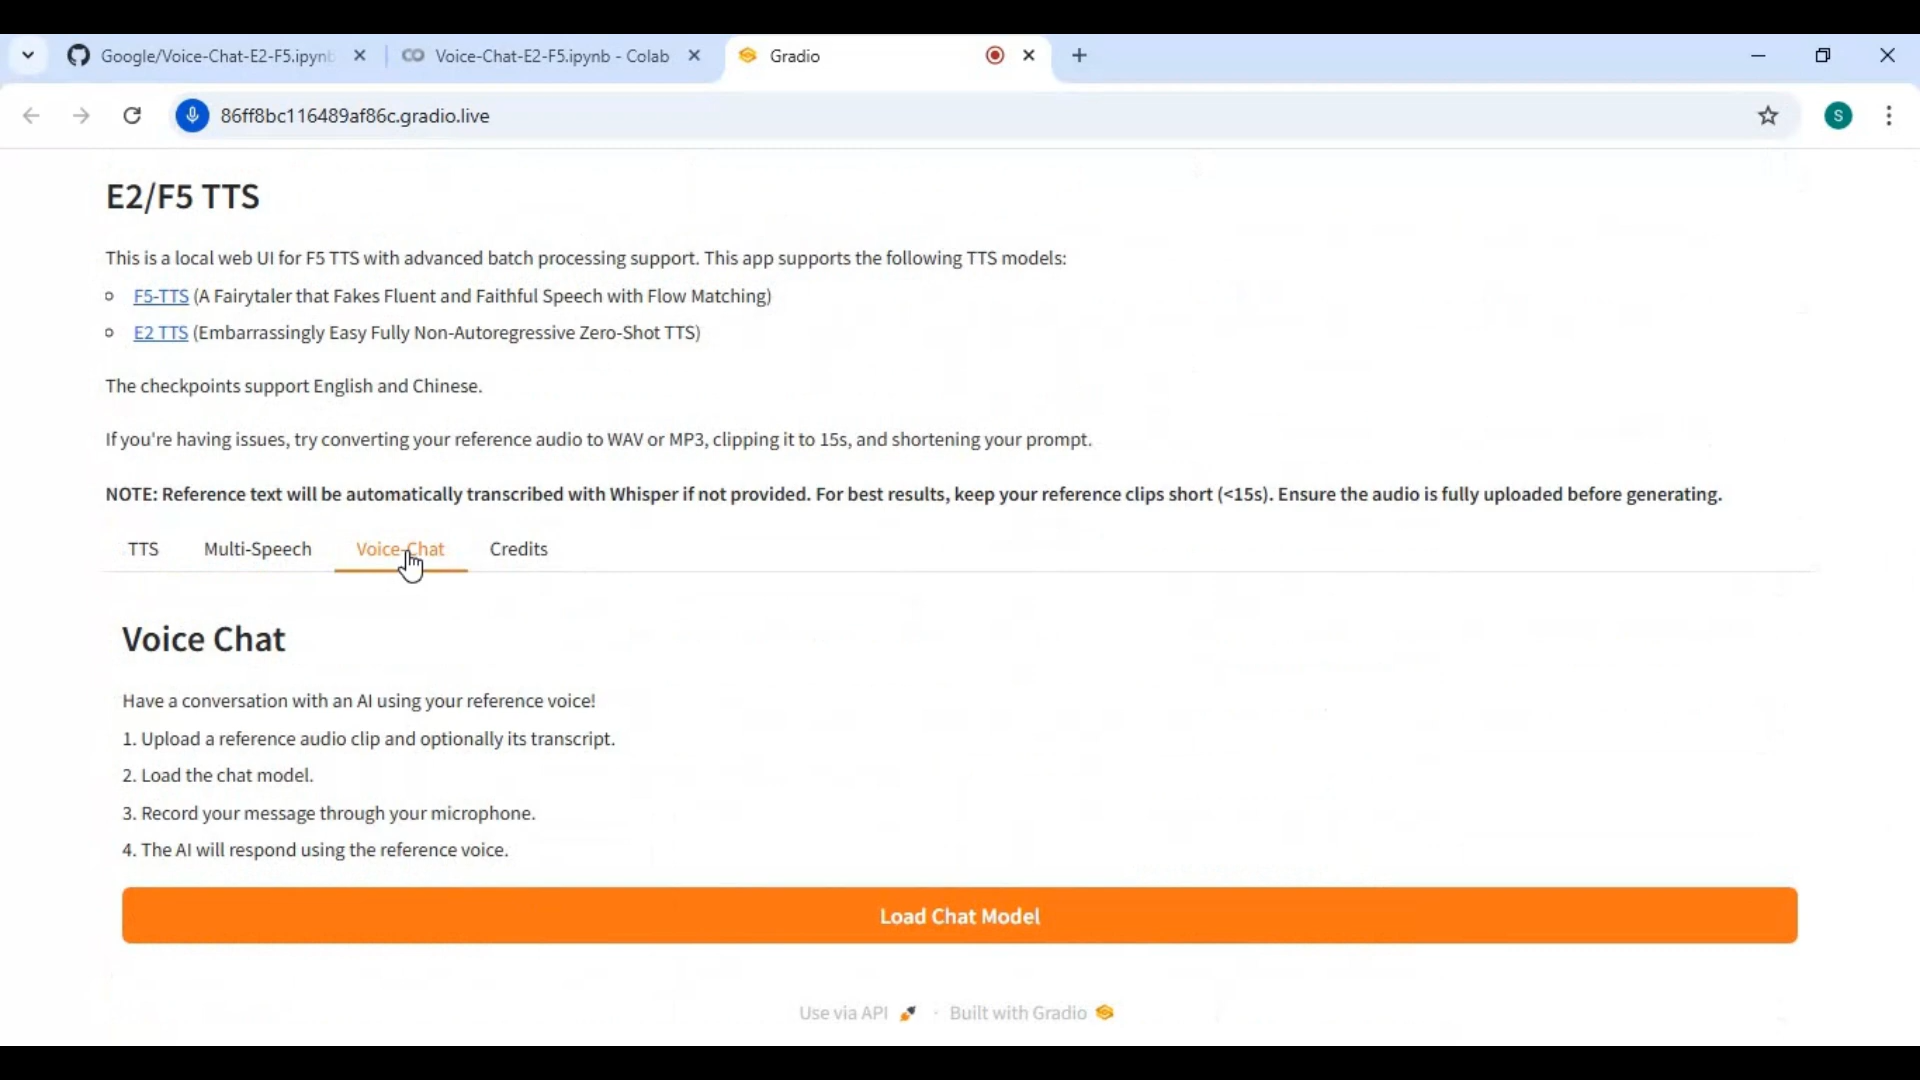 Google/Voice-Chat-E2-F5.ipynb
Voice-Chat-E2-F5.ipynb - Colab
Gradio
86ff8bc116489af86c.gradio.live
S
E2/F5 TTS
This is a local web UI for F5 TTS with advanced batch processing support. This app supports the following TTS models:
F5-TTS (A Fairytaler that Fakes Fluent and Faithful Speech with Flow Matching)
E2 TTS (Embarrassingly Easy Fully Non-Autoregressive Zero-Shot TTS)
The checkpoints support English and Chinese.
If you're having issues, try converting your reference audio to WAV or MP3, clipping it to 15s, and shortening your prompt.
NOTE: Reference text will be automatically transcribed with Whisper if not provided. For best results, keep your reference clips short (<15s). Ensure the audio is fully uploaded before generating.
TTS Multi-Speech Voice-Chat Credits
Voice Chat
Have a conversation with an AI using your reference voice!
1. Upload a reference audio clip and optionally its transcript.
2. Load the chat model.
3. Record your message through your microphone.
4. The AI will respond using the reference voice.
Load Chat Model
Use via API · Built with Gradio